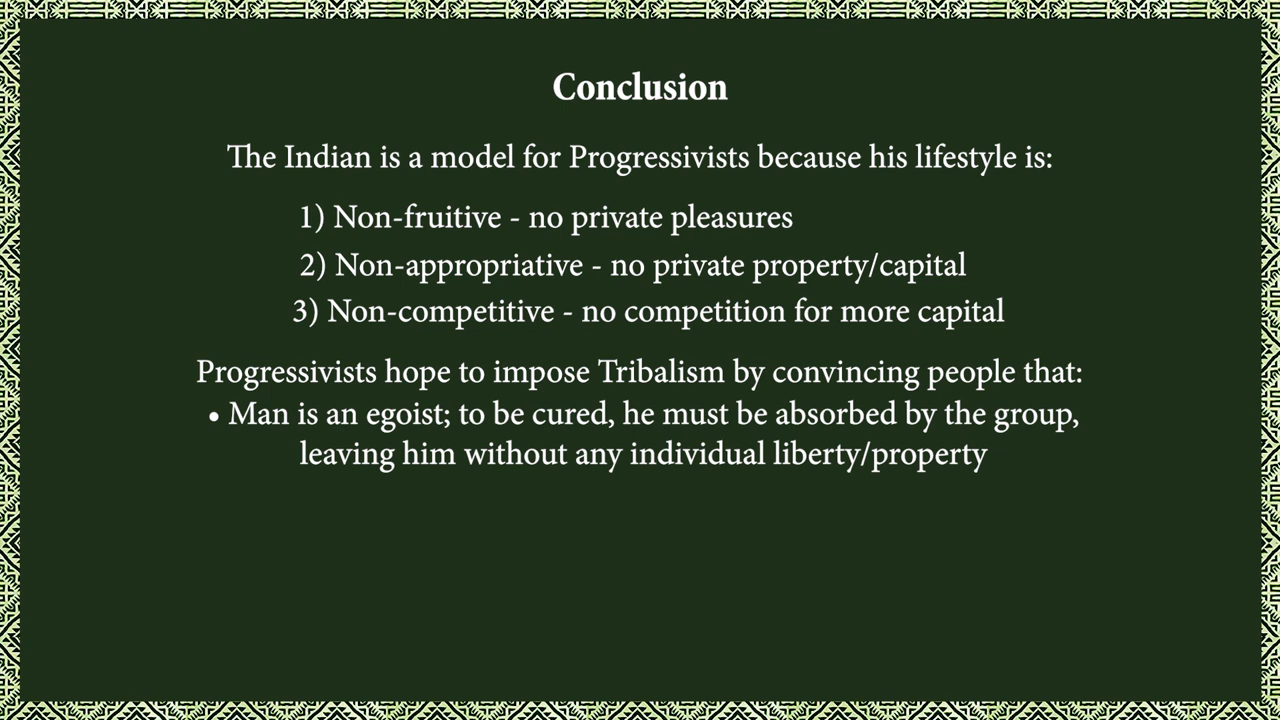 Conclusion
The Indian is a model for Progressivists because his lifestyle is:
1) Non-fruitive - no private pleasures
2) Non-appropriative - no private property/capital
3) Non-competitive - no competition for more capital
Progressivists hope to impose Tribalism by convincing people that:
• Man is an egoist; to be cured, he must be absorbed by the group,
leaving him without any individual liberty/property